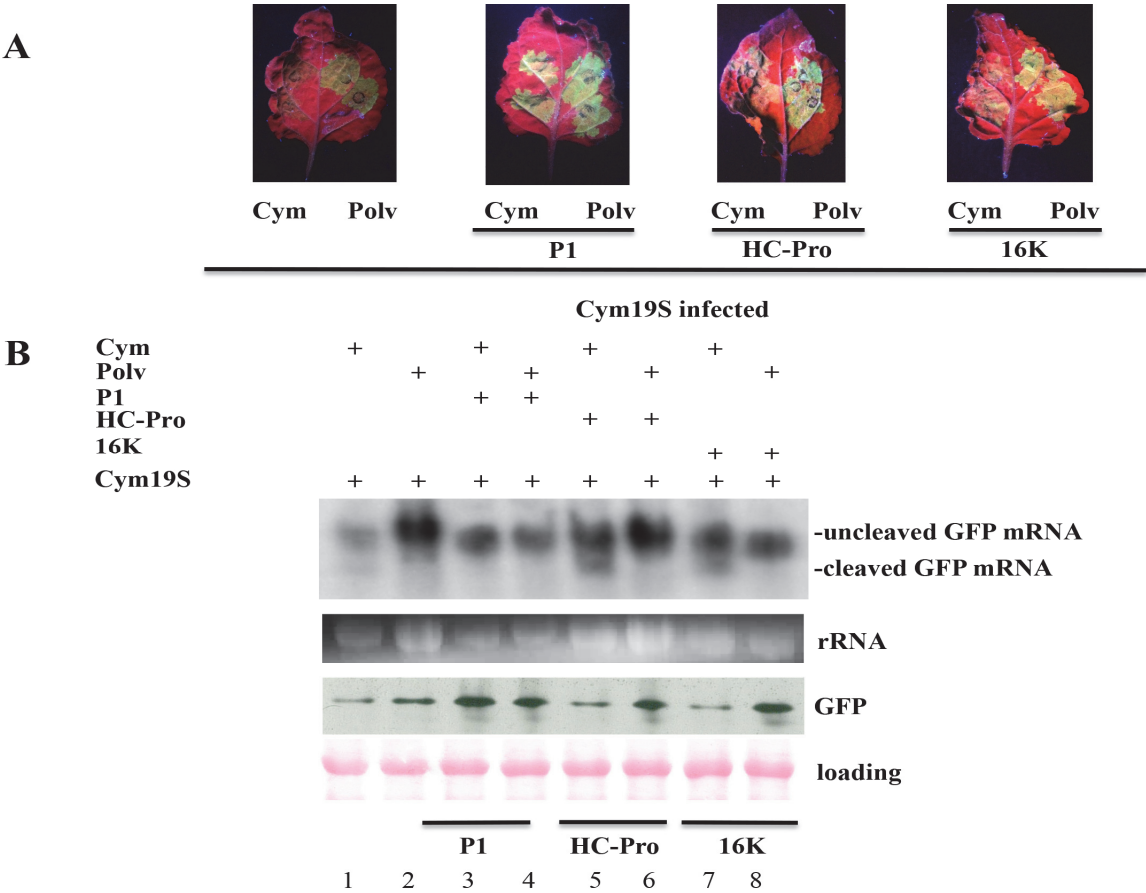 A
Cym Polv Cym Polv Cym Polv Cym Polv
P1 HC-Pro 16K
Cym19S infected
B
Cym + + + +
Polv + + + +
P1 + +
HC-Pro + +
16K + +
Cym19S + + + + + + + +
-uncleaved GFP mRNA
-cleaved GFP mRNA
rRNA
GFP
loading
P1 HC-Pro 16K
1 2 3 4 5 6 7 8